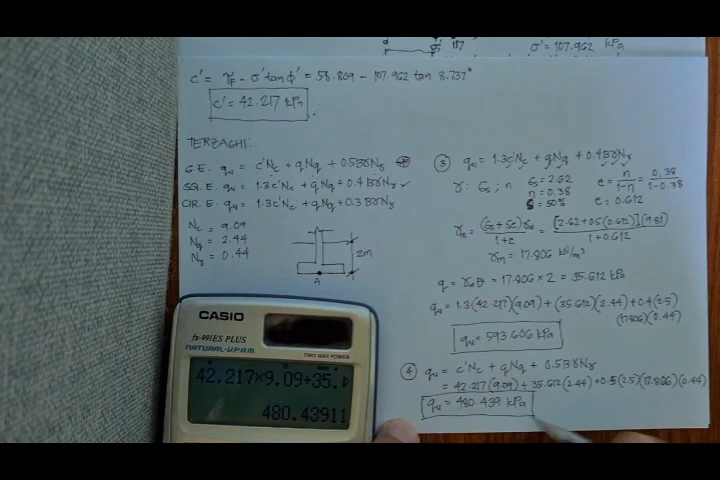 σ' = 107.962 kPa
σ' 117
c' = τF - σ' tan φ' = 58.809 - 107.962 tan 8.737°
c' = 42.217 kPa
TERZAGHI:
G.E. qu = c'Nc + qNq + 0.5BγNγ
SQ. E. qu = 1.3c'Nc + qNq + 0.4BγNγ ✓
CIR. E. qu = 1.3c'Nc + qNq + 0.3BγNγ
Nc = 9.09
Nq = 2.44
Nγ = 0.44
2m
A
③ qu = 1.3c'Nc + qNq + 0.4BγNγ
γ: Gs; n
Gs = 2.62
n = 0.38
S = 50%
e = n/1-n = 0.38/1-0.38
e = 0.612
γm = (Gs + Se)γw/1+e = [2.62+0.5(0.612)](9.81)/1+0.612
γm = 17.806 kN/m³
q = γmD = 17.806 × 2 = 35.612 kPa
qu = 1.3(42.217)(9.09) + (35.612)(2.44) + 0.4(2.5)
(17.806)(0.44)
qu = 593.606 kPa
④ qu = c'Nc + qNq + 0.5BγNγ
= 42.217(9.09) + 35.612(2.44) + 0.5(2.5)(17.806)(0.44)
qu = 480.439 kPa
CASIO
fx-991ES PLUS
NATURAL-V.P.A.M.
TWO WAY POWER
42.217×9.09+35.
480.43911